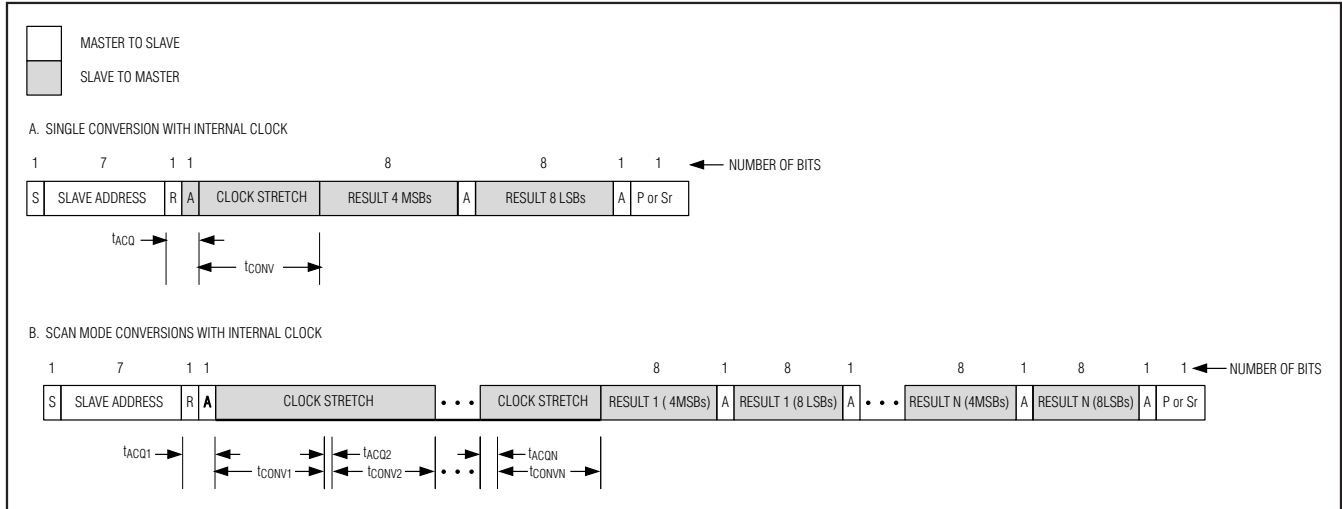 MASTER TO SLAVE
SLAVE TO MASTER
A. SINGLE CONVERSION WITH INTERNAL CLOCK
1 7 1 1 8 8 1 1 NUMBER OF BITS
S SLAVE ADDRESS R A CLOCK STRETCH RESULT 4 MSBs A RESULT 8 LSBs A P or Sr
tACQ
tCONV
B. SCAN MODE CONVERSIONS WITH INTERNAL CLOCK
1 7 1 1 8 1 8 1 8 1 8 1 1 NUMBER OF BITS
S SLAVE ADDRESS R A CLOCK STRETCH • • • CLOCK STRETCH RESULT 1 ( 4MSBs) A RESULT 1 (8 LSBs) A • • • RESULT N (4MSBs) A RESULT N (8LSBs) A P or Sr
tACQ1 tACQ2 tACQN
tCONV1 tCONV2 • • • tCONVN